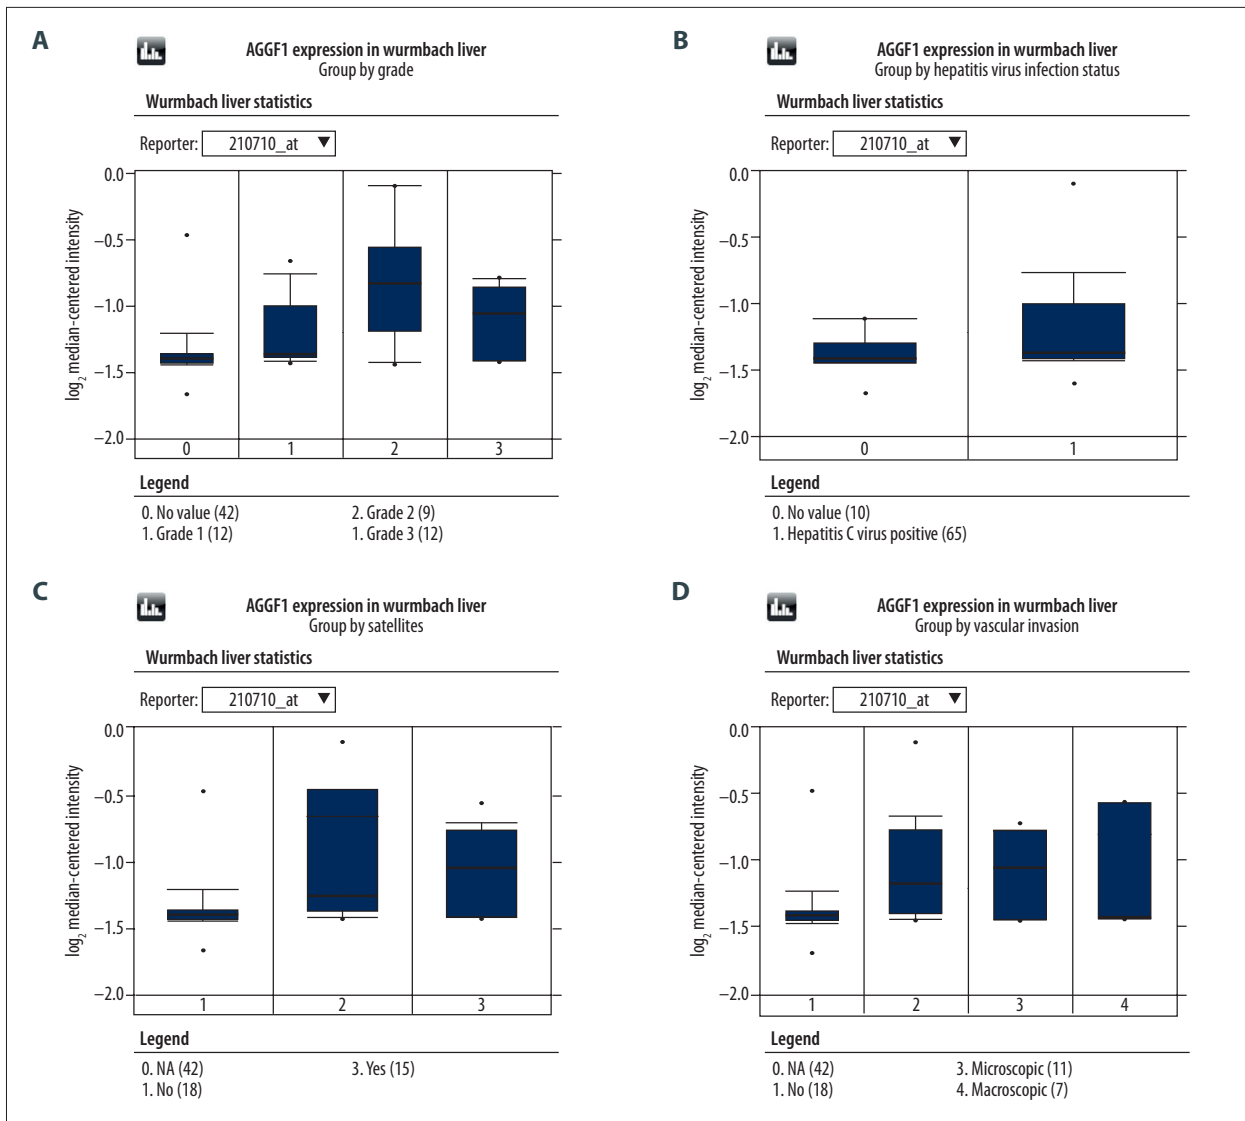 A
AGGF1 expression in wurmbach liver
Group by grade
Wurmbach liver statistics
Reporter: 210710_at
log2 median-centered intensity
0.0
−0.5
−1.0
−1.5
−2.0
0 1 2 3
Legend
0. No value (42) 2. Grade 2 (9)
1. Grade 1 (12) 1. Grade 3 (12)
B
AGGF1 expression in wurmbach liver
Group by hepatitis virus infection status
Wurmbach liver statistics
Reporter: 210710_at
log2 median-centered intensity
0.0
−0.5
−1.0
−1.5
−2.0
0 1
Legend
0. No value (10)
1. Hepatitis C virus positive (65)
C
AGGF1 expression in wurmbach liver
Group by satellites
Wurmbach liver statistics
Reporter: 210710_at
log2 median-centered intensity
0.0
−0.5
−1.0
−1.5
−2.0
1 2 3
Legend
0. NA (42) 3. Yes (15)
1. No (18)
D
AGGF1 expression in wurmbach liver
Group by vascular invasion
Wurmbach liver statistics
Reporter: 210710_at
log2 median-centered intensity
0.0
−0.5
−1.0
−1.5
−2.0
1 2 3 4
Legend
0. NA (42) 3. Microscopic (11)
1. No (18) 4. Macroscopic (7)